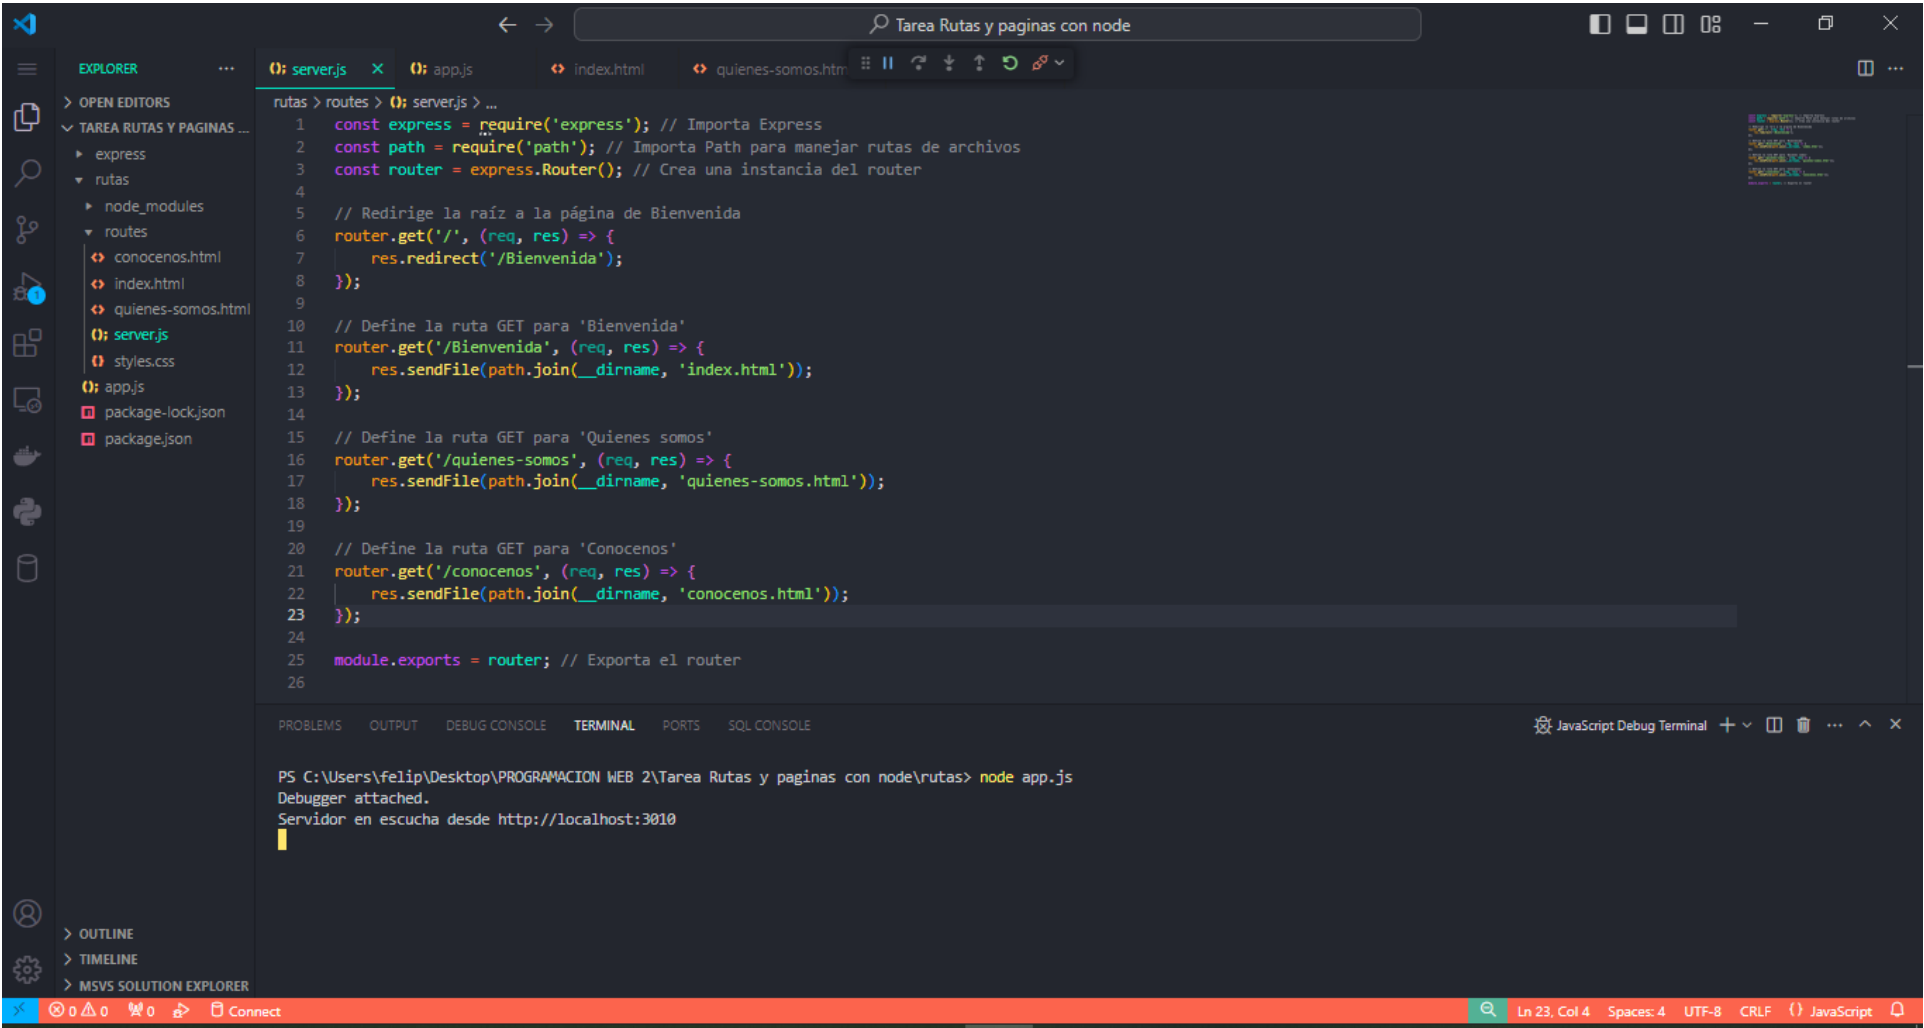 Tarea Rutas y paginas con node
EXPLORER ...
server.js
app.js
index.html
quienes-somos.htm
OPEN EDITORS
TAREA RUTAS Y PAGINAS ...
express
rutas
node_modules
routes
conocenos.html
index.html
quienes-somos.html
server.js
styles.css
app.js
package-lock.json
package.json
OUTLINE
TIMELINE
MSVS SOLUTION EXPLORER
1
rutas > routes > server.js > ...
1 const express = require('express'); // Importa Express
2 const path = require('path'); // Importa Path para manejar rutas de archivos
3 const router = express.Router(); // Crea una instancia del router
4
5 // Redirige la raíz a la página de Bienvenida
6 router.get('/', (req, res) => {
7 res.redirect('/Bienvenida');
8 });
9
10 // Define la ruta GET para 'Bienvenida'
11 router.get('/Bienvenida', (req, res) => {
12 res.sendFile(path.join(__dirname, 'index.html'));
13 });
14
15 // Define la ruta GET para 'Quienes somos'
16 router.get('/quienes-somos', (req, res) => {
17 res.sendFile(path.join(__dirname, 'quienes-somos.html'));
18 });
19
20 // Define la ruta GET para 'Conocenos'
21 router.get('/conocenos', (req, res) => {
22 res.sendFile(path.join(__dirname, 'conocenos.html'));
23 });
24
25 module.exports = router; // Exporta el router
26
PROBLEMS OUTPUT DEBUG CONSOLE TERMINAL PORTS SQL CONSOLE
JavaScript Debug Terminal
PS C:\Users\felip\Desktop\PROGRAMACION WEB 2\Tarea Rutas y paginas con node\rutas> node app.js
Debugger attached.
Servidor en escucha desde http://localhost:3010
0 0 0 Connect
Ln 23, Col 4 Spaces: 4 UTF-8 CRLF {} JavaScript